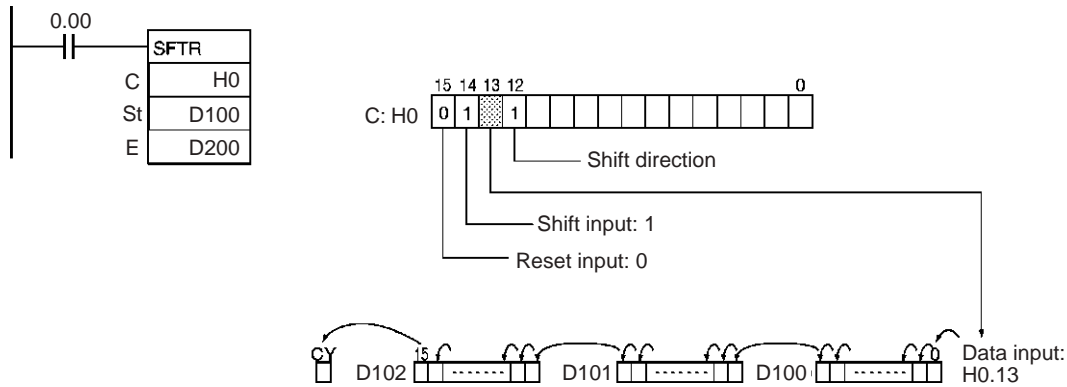 0.00
SFTR
C H0
St D100
E D200
15 14 13 12 0
C: H0 0 1 1
Shift direction
Shift input: 1
Reset input: 0
CY 15 0 Data input:
D102 D101 D100 H0.13